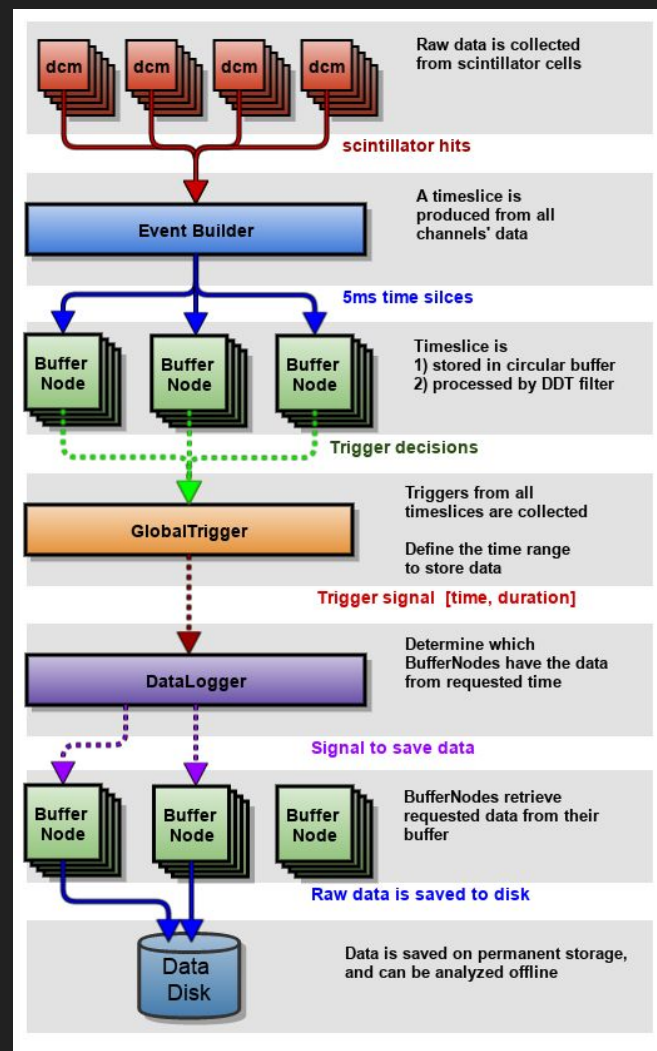 dcm dcm dcm dcm
Raw data is collected
from scintillator cells
scintillator hits
Event Builder
A timeslice is
produced from all
channels' data
5ms time silces
Buffer
Node
Buffer
Node
Buffer
Node
Timeslice is
1) stored in circular buffer
2) processed by DDT filter
Trigger decisions
GlobalTrigger
Triggers from all
timeslices are collected
Define the time range
to store data
Trigger signal [time, duration]
DataLogger
Determine which
BufferNodes have the data
from requested time
Signal to save data
Buffer
Node
Buffer
Node
Buffer
Node
BufferNodes retrieve
requested data from their
buffer
Raw data is saved to disk
Data
Disk
Data is saved on permanent storage,
and can be analyzed offline